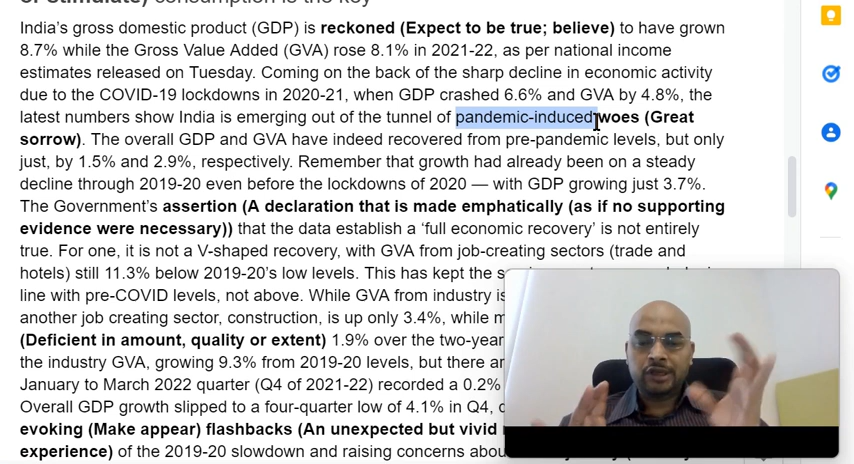 consumption is the key
India's gross domestic product (GDP) is reckoned (Expect to be true; believe) to have grown
8.7% while the Gross Value Added (GVA) rose 8.1% in 2021-22, as per national income
estimates released on Tuesday. Coming on the back of the sharp decline in economic activity
due to the COVID-19 lockdowns in 2020-21, when GDP crashed 6.6% and GVA by 4.8%, the
latest numbers show India is emerging out of the tunnel of pandemic-induced woes (Great
sorrow). The overall GDP and GVA have indeed recovered from pre-pandemic levels, but only
just, by 1.5% and 2.9%, respectively. Remember that growth had already been on a steady
decline through 2019-20 even before the lockdowns of 2020 — with GDP growing just 3.7%.
The Government's assertion (A declaration that is made emphatically (as if no supporting
evidence were necessary)) that the data establish a 'full economic recovery' is not entirely
true. For one, it is not a V-shaped recovery, with GVA from job-creating sectors (trade and
hotels) still 11.3% below 2019-20's low levels. This has kept the
line with pre-COVID levels, not above. While GVA from industry is
another job creating sector, construction, is up only 3.4%, while
(Deficient in amount, quality or extent) 1.9% over the two-year
the industry GVA, growing 9.3% from 2019-20 levels, but there
January to March 2022 quarter (Q4 of 2021-22) recorded a 0.2%
Overall GDP growth slipped to a four-quarter low of 4.1% in Q4,
evoking (Make appear) flashbacks (An unexpected but vivid
experience) of the 2019-20 slowdown and raising concerns